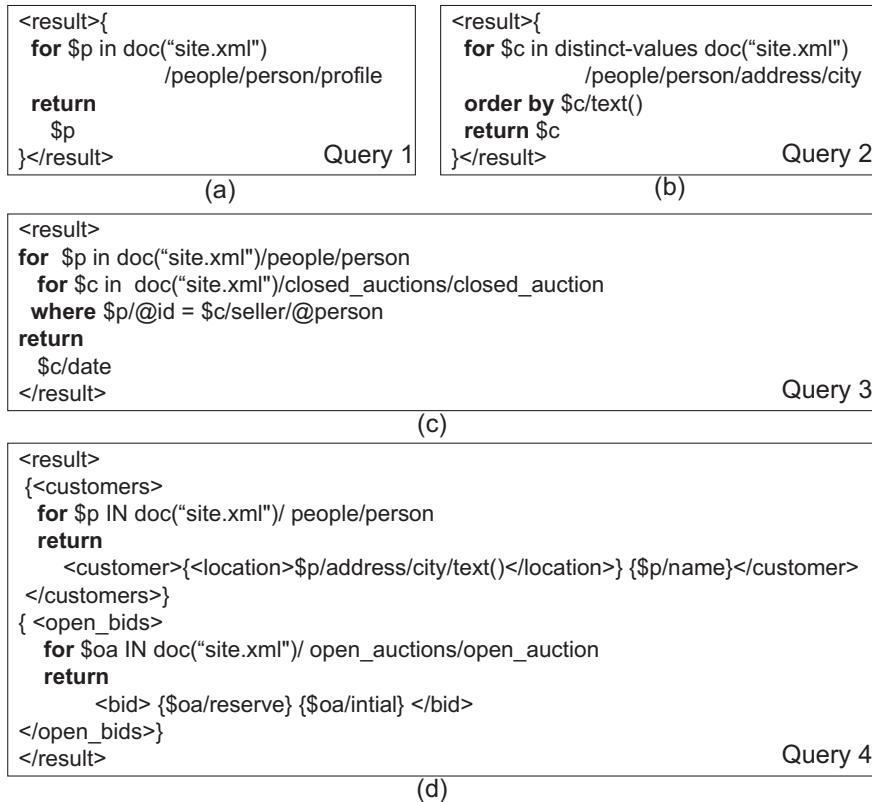 <result>{
for $p in doc(“site.xml")
/people/person/profile
return
$p
}</result> Query 1
(a)
<result>{
for $c in distinct-values doc(“site.xml")
/people/person/address/city
order by $c/text()
return $c
}</result> Query 2
(b)
<result>
for $p in doc(“site.xml")/people/person
for $c in doc(“site.xml")/closed_auctions/closed_auction
where $p/@id = $c/seller/@person
return
$c/date
</result> Query 3
(c)
<result>
{<customers>
for $p IN doc(“site.xml")/ people/person
return
<customer>{<location>$p/address/city/text()</location>} {$p/name}</customer>
</customers>}
{ <open_bids>
for $oa IN doc(“site.xml")/ open_auctions/open_auction
return
<bid> {$oa/reserve} {$oa/intial} </bid>
</open_bids>}
</result> Query 4
(d)